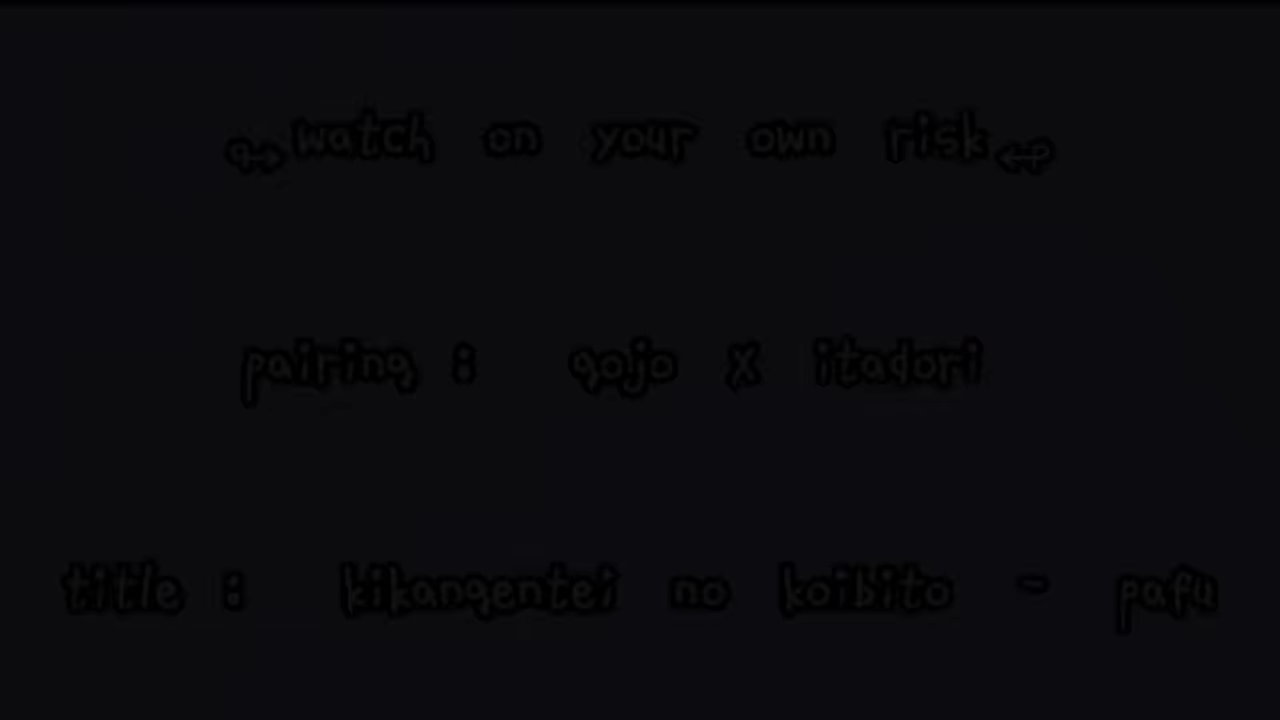 watch on your own risk
pairing : gojo x itadori
title : kikangentei no koibito - pafu